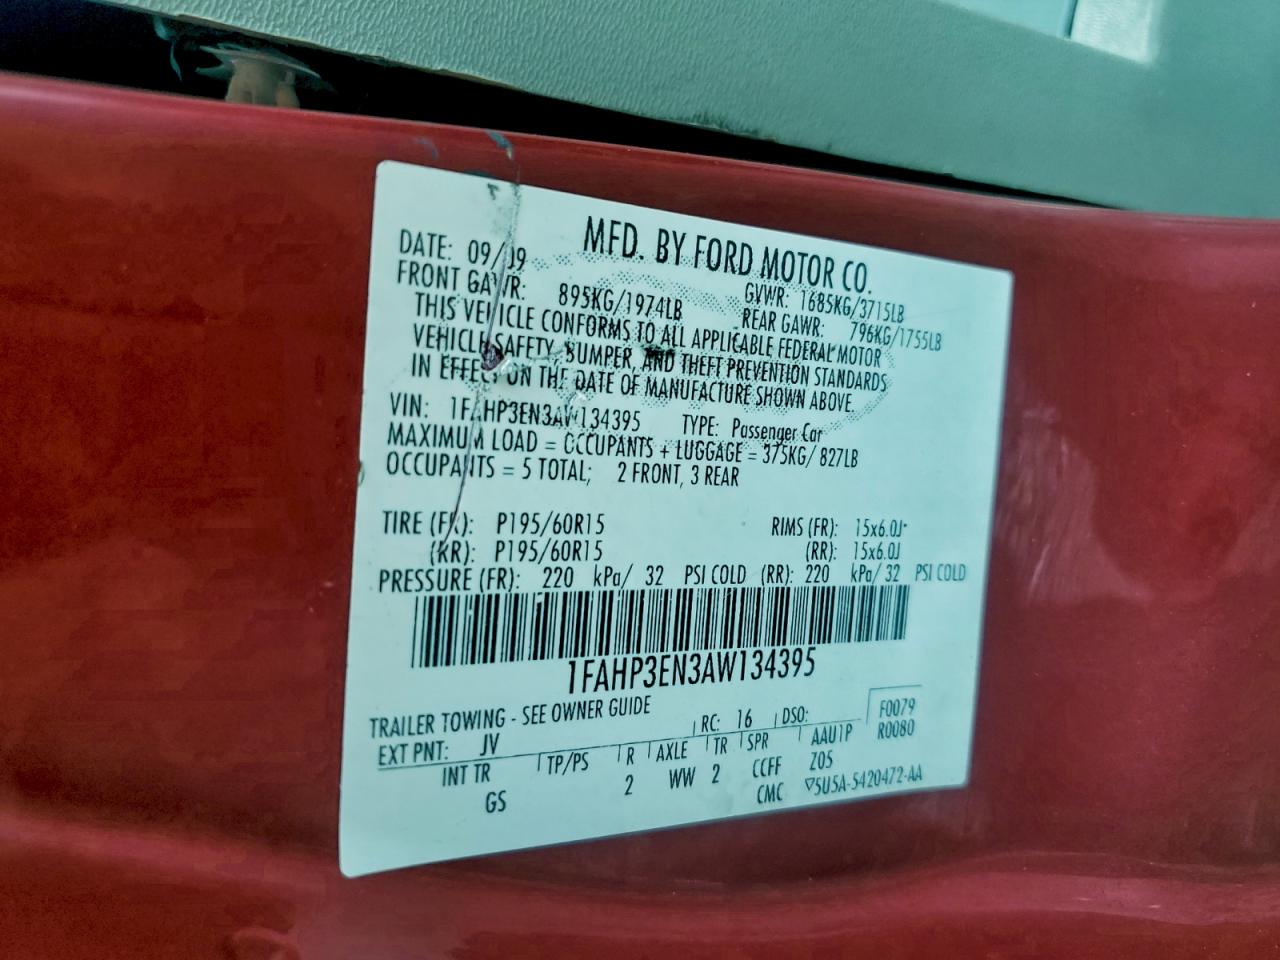 MFD. BY FORD MOTOR CO.
DATE: 09/09 GVWR: 1685KG/3715LB
FRONT GAWR: 895KG/1974LB REAR GAWR: 796KG/1755LB
THIS VEHICLE CONFORMS TO ALL APPLICABLE FEDERAL MOTOR
VEHICLE SAFETY, BUMPER, AND THEFT PREVENTION STANDARDS
IN EFFECT ON THE DATE OF MANUFACTURE SHOWN ABOVE.
VIN: 1FAHP3EN3AW134395 TYPE: Passenger Car
MAXIMUM LOAD = OCCUPANTS + LUGGAGE = 375KG/ 827LB
OCCUPANTS = 5 TOTAL; 2 FRONT, 3 REAR
TIRE (FR): P195/60R15 RIMS (FR): 15x6.0J
(RR): P195/60R15 (RR): 15x6.0J
PRESSURE (FR): 220 kPa/ 32 PSI COLD (RR): 220 kPa/ 32 PSI COLD
1FAHP3EN3AW134395
TRAILER TOWING - SEE OWNER GUIDE
EXT PNT: JV RC: 16 DSO: F0079
R0080
INT TR TP/PS R AXLE TR SPR AAU1P
GS 2 WW 2 CCFF Z05
CMC ▽5U5A-5420472-AA